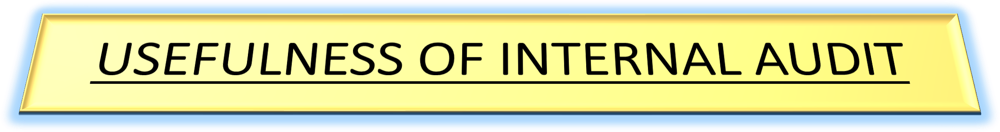 USEFULNESS OF INTERNAL AUDIT